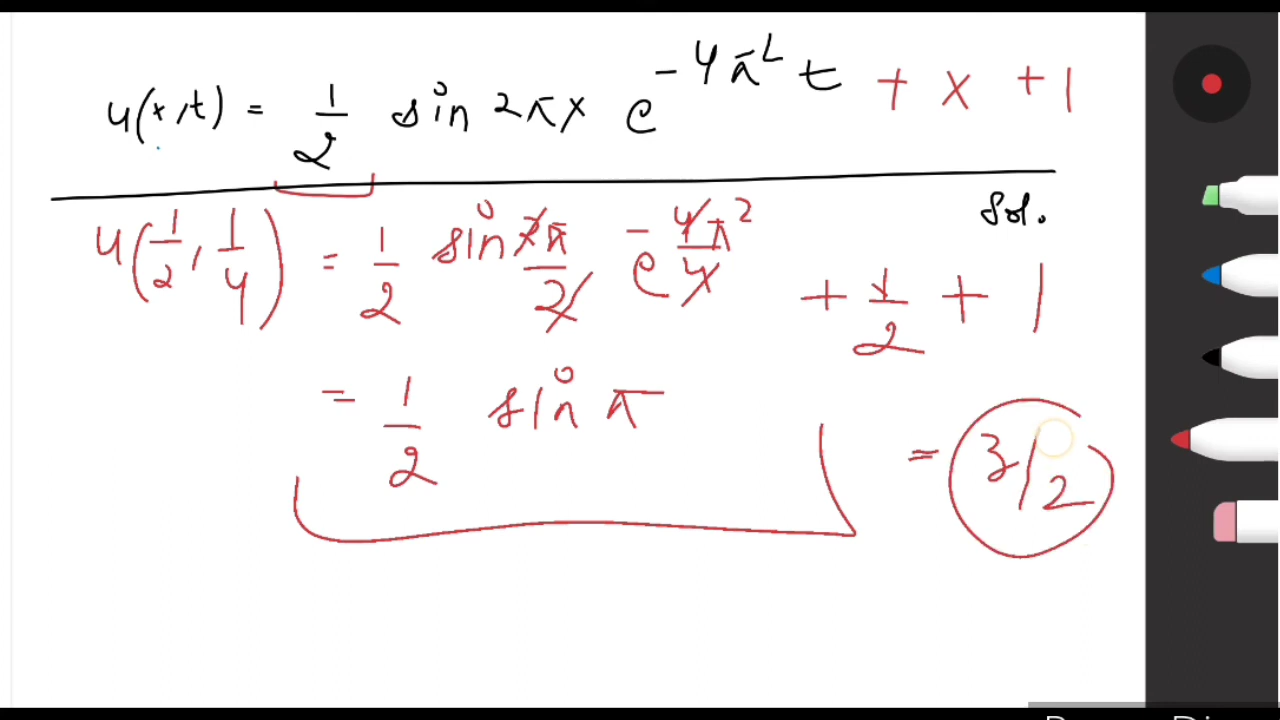 u(x,t) = 1/2 sin 2πx e^{-4π² t} + x + 1
Sol.
u(1/2, 1/4) = 1/2 sin 2π/2 e^{-4π²/4} + 1/2 + 1
= 1/2 sin π
= 3/2